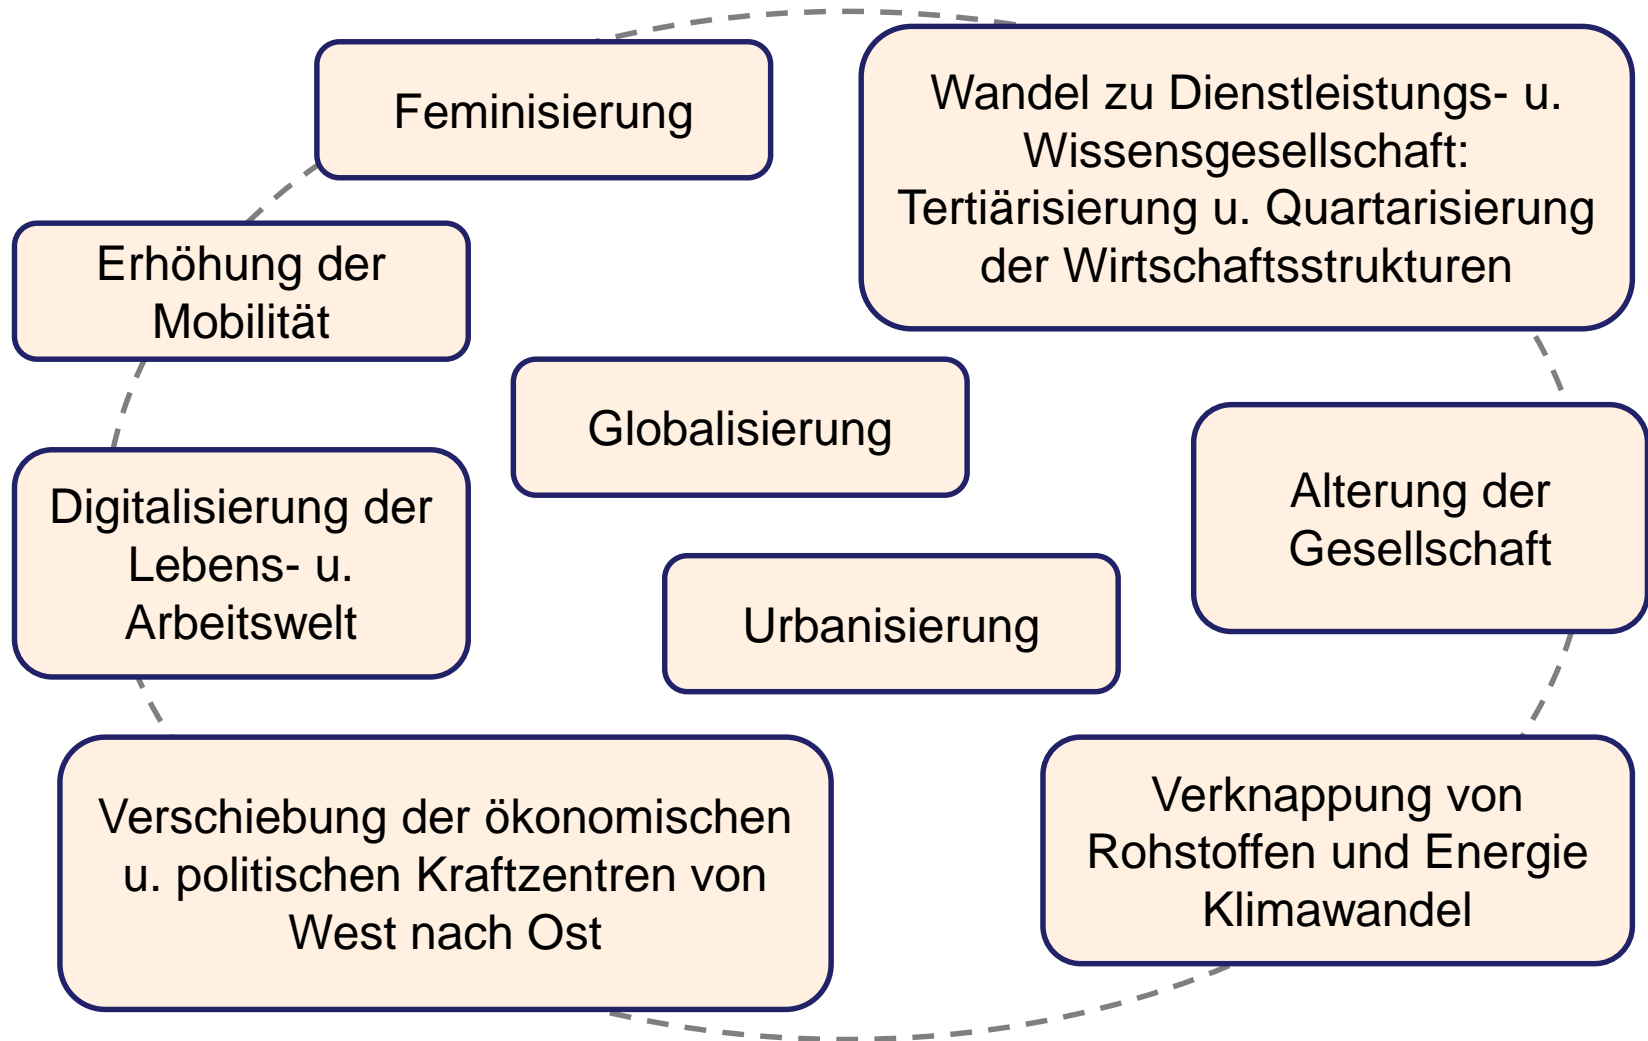 Feminisierung
Wandel zu Dienstleistungs- u.
Wissensgesellschaft:
Tertiärisierung u. Quartarisierung
der Wirtschaftsstrukturen
Erhöhung der
Mobilität
Globalisierung
Alterung der
Gesellschaft
Digitalisierung der
Lebens- u.
Arbeitswelt
Urbanisierung
Verschiebung der ökonomischen
u. politischen Kraftzentren von
West nach Ost
Verknappung von
Rohstoffen und Energie
Klimawandel